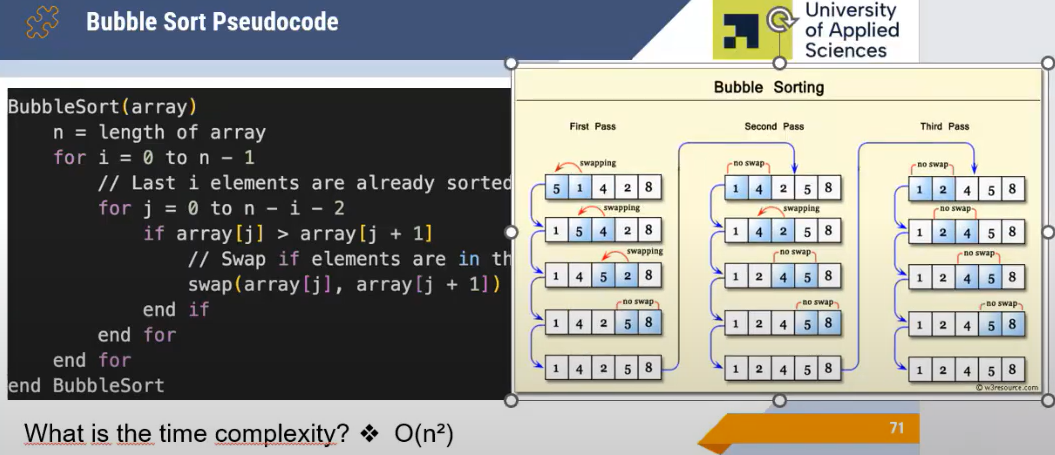 Bubble Sort Pseudocode
University
of Applied
Sciences
BubbleSort(array)
n = length of array
for i = 0 to n - 1
// Last i elements are already sorted
for j = 0 to n - i - 2
if array[j] > array[j + 1]
// Swap if elements are in th
swap(array[j], array[j + 1])
end if
end for
end for
end BubbleSort
Bubble Sorting
First Pass
swapping
5 1 4 2 8
swapping
1 5 4 2 8
swapping
1 4 5 2 8
no swap
1 4 2 5 8
1 4 2 5 8
Second Pass
no swap
1 4 2 5 8
swapping
1 4 2 5 8
no swap
1 2 4 5 8
no swap
1 2 4 5 8
1 2 4 5 8
Third Pass
no swap
1 2 4 5 8
no swap
1 2 4 5 8
no swap
1 2 4 5 8
no swap
1 2 4 5 8
1 2 4 5 8
© w3resource.com
What is the time complexity? ❖ O(n²)
71